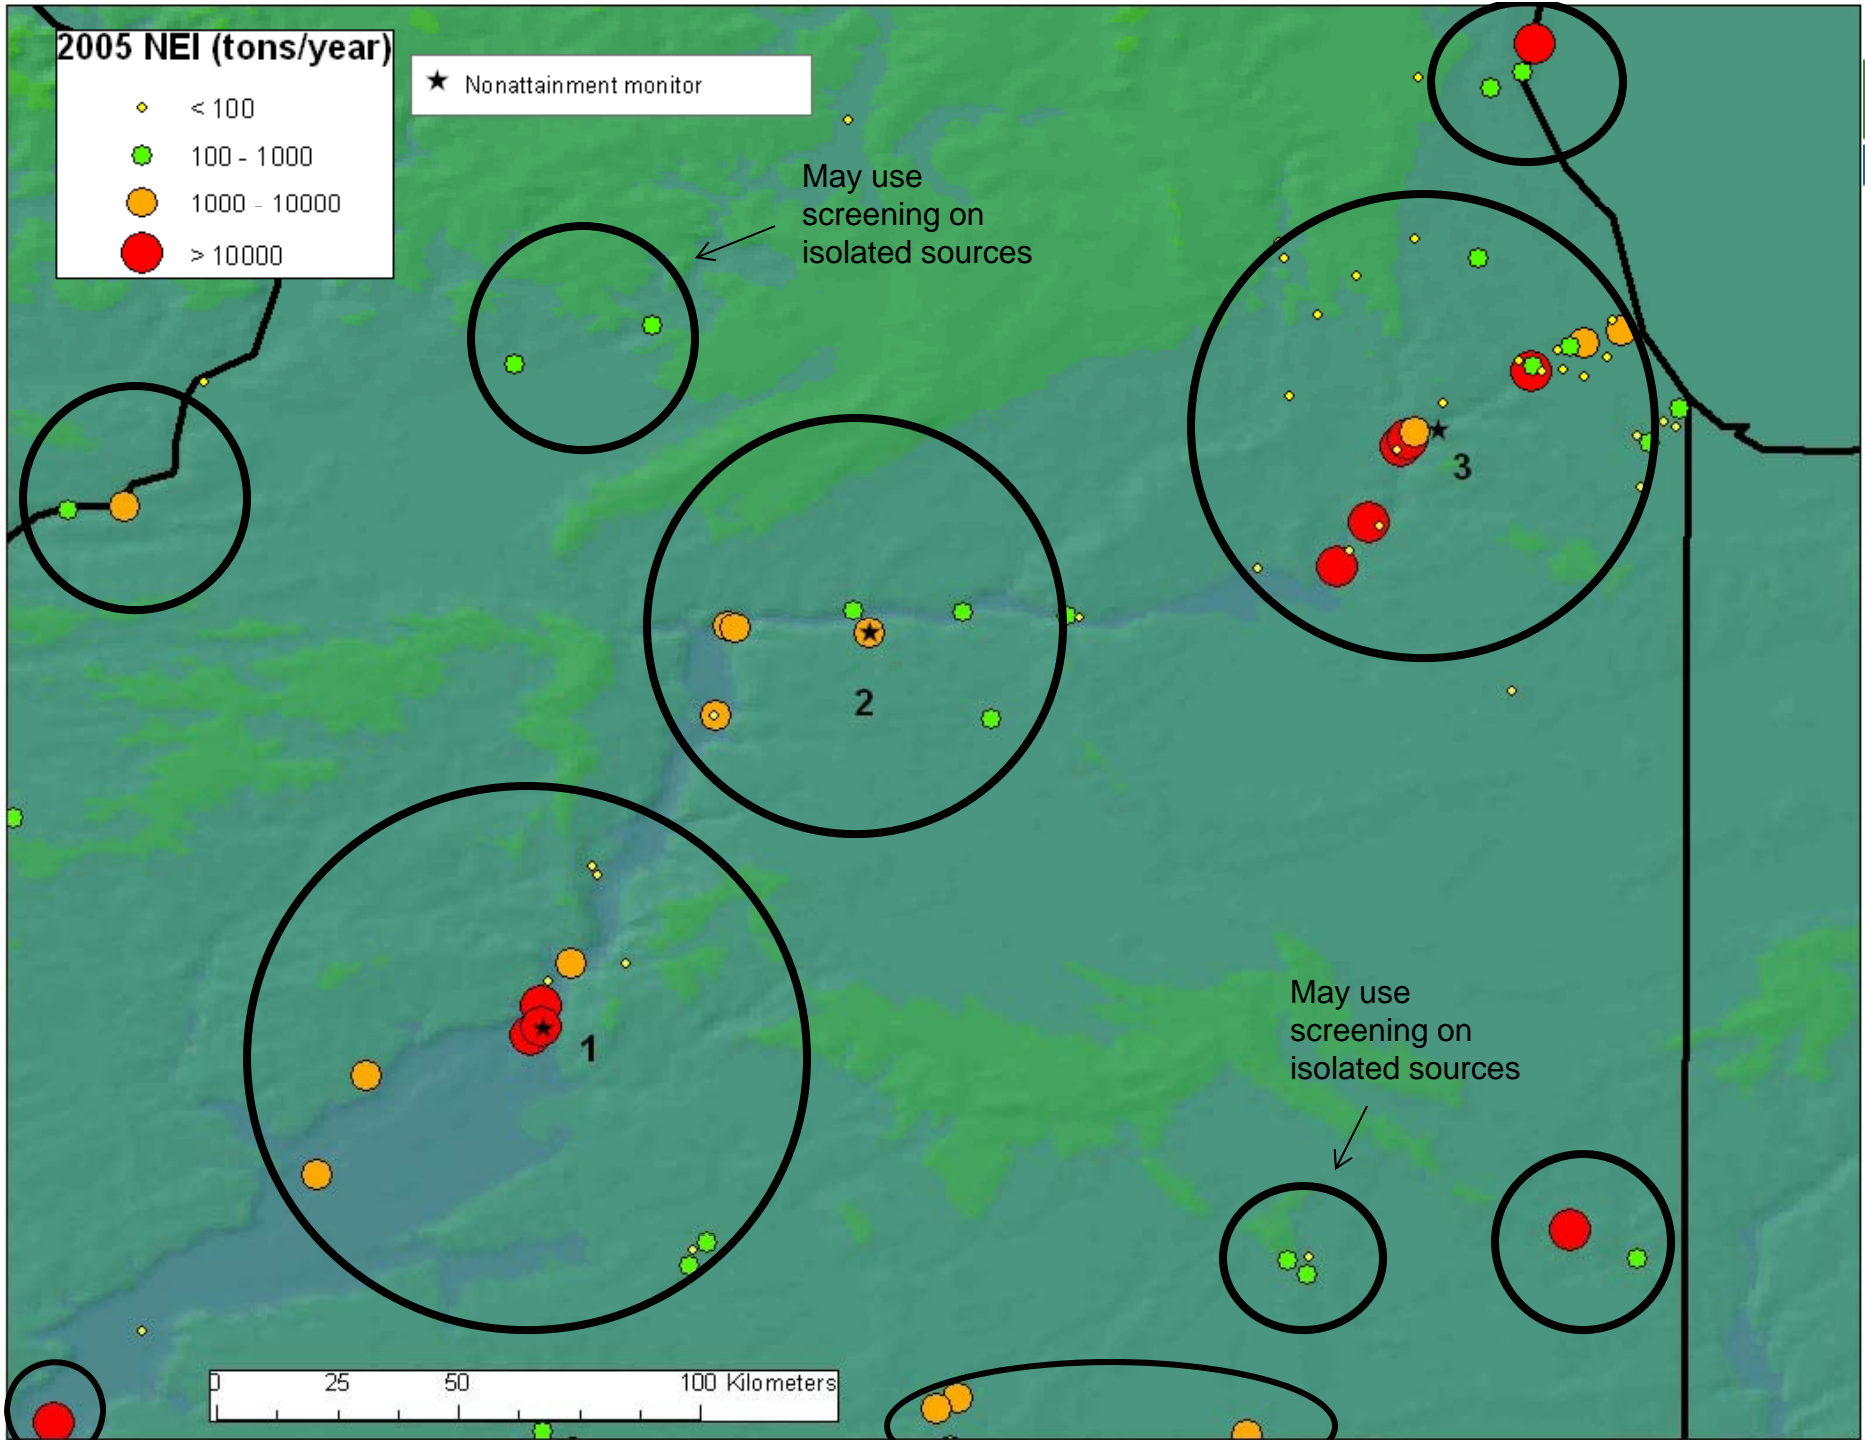 2005 NEI (tons/year)
< 100
100 - 1000
1000 - 10000
> 10000
★ Nonattainment monitor
May use
screening on
isolated sources
3
2
1
May use
screening on
isolated sources
0 25 50 100 Kilometers